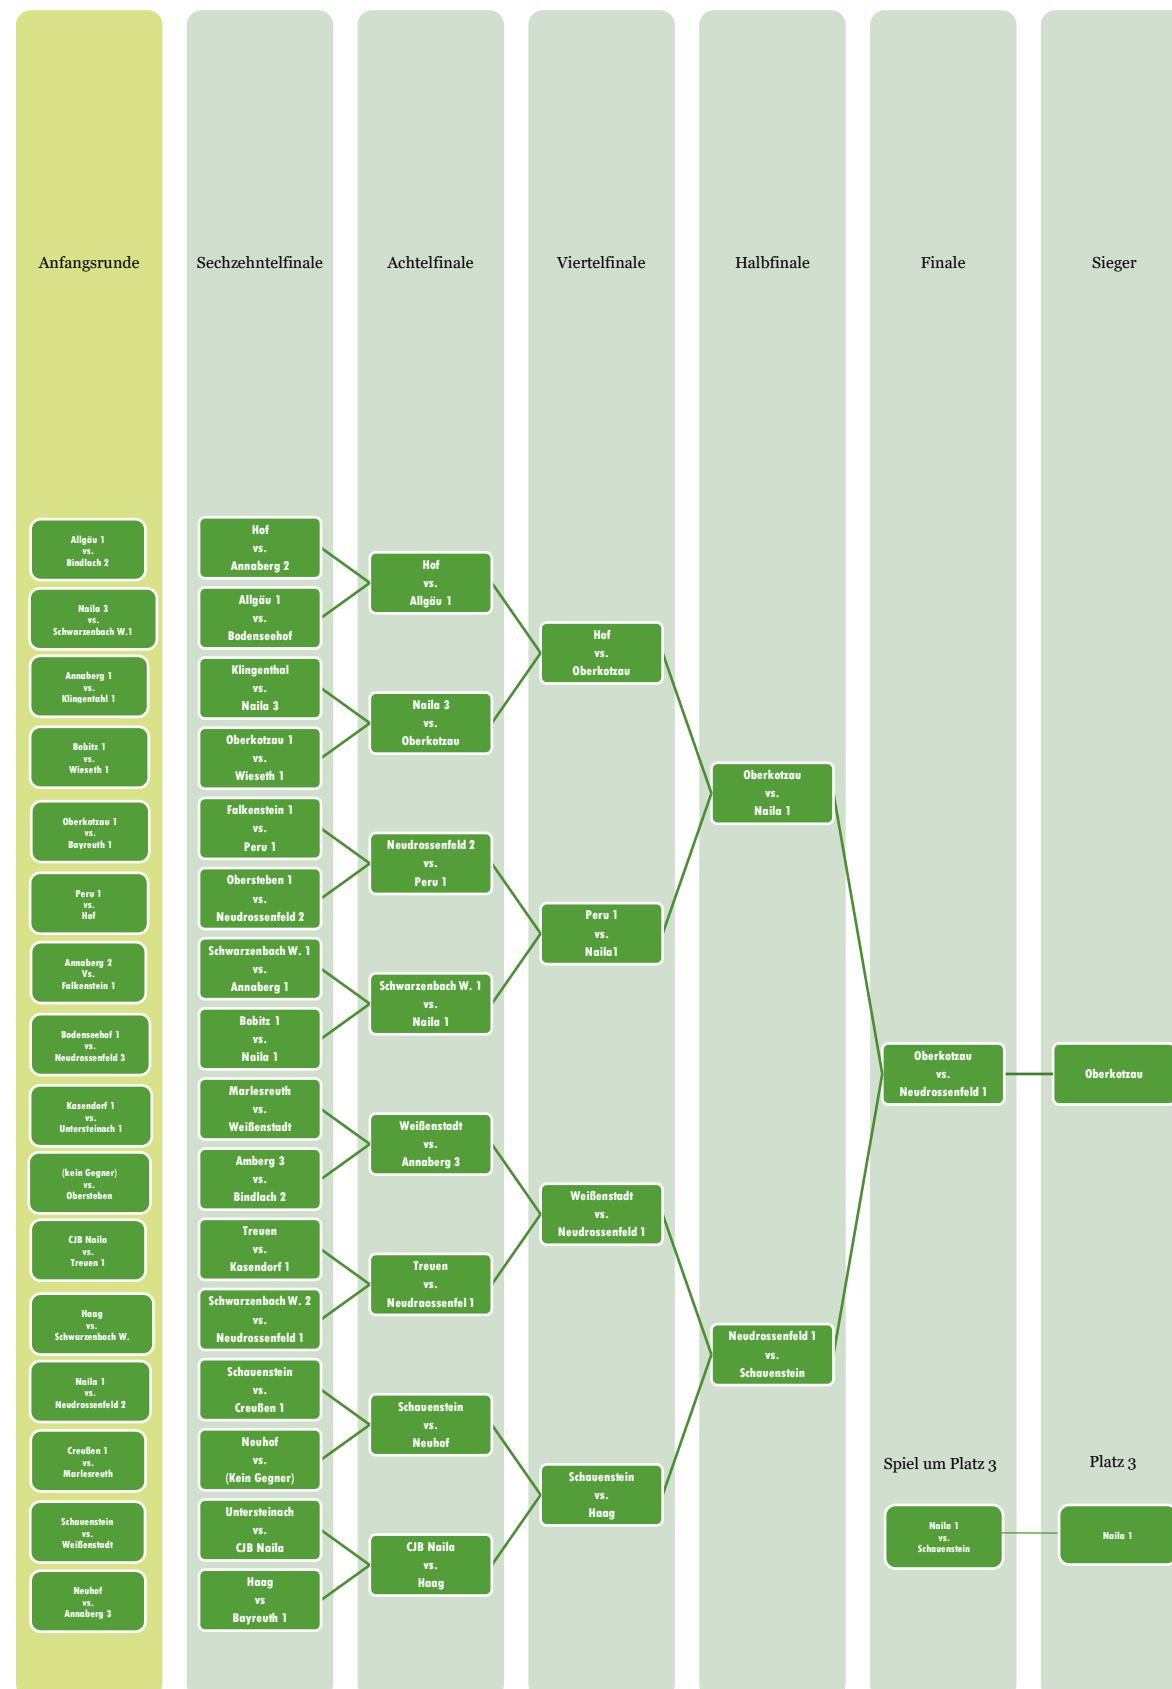 Anfangsrunde
Sechzehntelfinale
Achtelfinale
Viertelfinale
Halbfinale
Finale
Sieger
Allgäu 1
vs.
Bindlach 2
Naila 3
vs.
Schwarzenbach W.1
Annaberg 1
vs.
Klingentahl 1
Bobitz 1
vs.
Wieseth 1
Oberkotzau 1
vs.
Bayreuth 1
Peru 1
vs.
Hof
Annaberg 2
Vs.
Falkenstein 1
Bodenseehof 1
vs.
Neudrossenfeld 3
Kasendorf 1
vs.
Untersteinach 1
(kein Gegner)
vs.
Obersteben
CJB Naila
vs.
Treuen 1
Haag
vs.
Schwarzenbach W.
Naila 1
vs.
Neudrossenfeld 2
Creußen 1
vs.
Marlesreuth
Schauenstein
vs.
Weißenstadt
Neuhof
vs.
Annaberg 3
Hof
vs.
Annaberg 2
Allgäu 1
vs.
Bodenseehof
Klingenthal
vs.
Naila 3
Oberkotzau 1
vs.
Wieseth 1
Falkenstein 1
vs.
Peru 1
Obersteben 1
vs.
Neudrossenfeld 2
Schwarzenbach W. 1
vs.
Annaberg 1
Bobitz 1
vs.
Naila 1
Marlesreuth
vs.
Weißenstadt
Amberg 3
vs.
Bindlach 2
Treuen
vs.
Kasendorf 1
Schwarzenbach W. 2
vs.
Neudrossenfeld 1
Schauenstein
vs.
Creußen 1
Neuhof
vs.
(Kein Gegner)
Untersteinach
vs.
CJB Naila
Haag
vs
Bayreuth 1
Hof
vs.
Allgäu 1
Naila 3
vs.
Oberkotzau
Neudrossenfeld 2
vs.
Peru 1
Schwarzenbach W. 1
vs.
Naila 1
Weißenstadt
vs.
Annaberg 3
Treuen
vs.
Neudraossenfel 1
Schauenstein
vs.
Neuhof
CJB Naila
vs.
Haag
Hof
vs.
Oberkotzau
Peru 1
vs.
Naila1
Weißenstadt
vs.
Neudrossenfeld 1
Schauenstein
vs.
Haag
Oberkotzau
vs.
Naila 1
Neudrossenfeld 1
vs.
Schauenstein
Oberkotzau
vs.
Neudrossenfeld 1
Oberkotzau
Spiel um Platz 3
Platz 3
Naila 1
vs.
Schauenstein
Naila 1